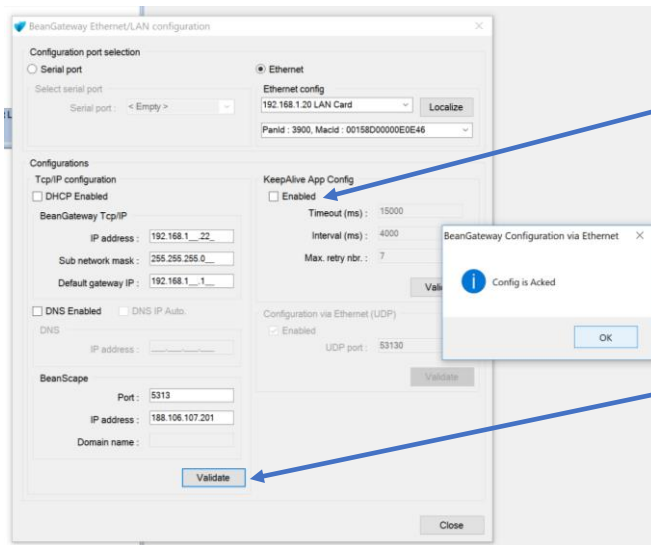 BeanGateway Ethernet/LAN configuration
Configuration port selection
Serial port
Ethernet
Select serial port
Serial port : < Empty >
Ethernet config
192.168.1.20 LAN Card
Localize
PanId : 3900, MacId : 00158D00000E0E46
Configurations
Tcp/IP configuration
DHCP Enabled
BeanGateway Tcp/IP
IP address : 192.168.1__.22_
Sub network mask : 255.255.255.0__
Default gateway IP : 192.168.1__.1__
DNS Enabled
DNS IP Auto.
DNS
IP address : ___.___.___.___
BeanScape
Port : 5313
IP address : 188.106.107.201
Domain name :
Validate
KeepAlive App Config
Enabled
Timeout (ms) : 15000
Interval (ms) : 4000
Max. retry nbr. : 7
Configuration via Ethernet (UDP)
Enabled
UDP port : 53130
Validate
BeanGateway Configuration via Ethernet
Config is Acked
OK
Close